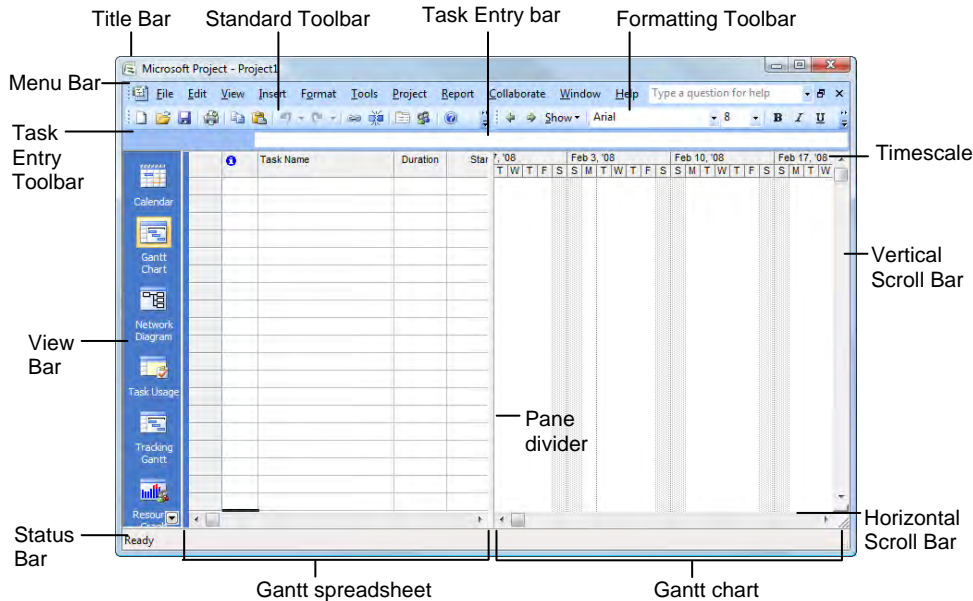 Title Bar
Standard Toolbar
Task Entry bar
Formatting Toolbar
Microsoft Project - Project1
Menu Bar
File Edit View Insert Format Tools Project Report Collaborate Window Help Type a question for help
Show Arial 8 B I U
Task
Entry
Toolbar
Task Name Duration Star 7, '08 Feb 3, '08 Feb 10, '08 Feb 17, '08
T W T F S S M T W T F S S M T W T F S S M T W
Timescale
Calendar
Gantt
Chart
Vertical
Scroll Bar
Network
Diagram
View
Bar
Task Usage
Pane
divider
Tracking
Gantt
Resour
Horizontal
Scroll Bar
Status
Bar
Ready
Gantt spreadsheet
Gantt chart